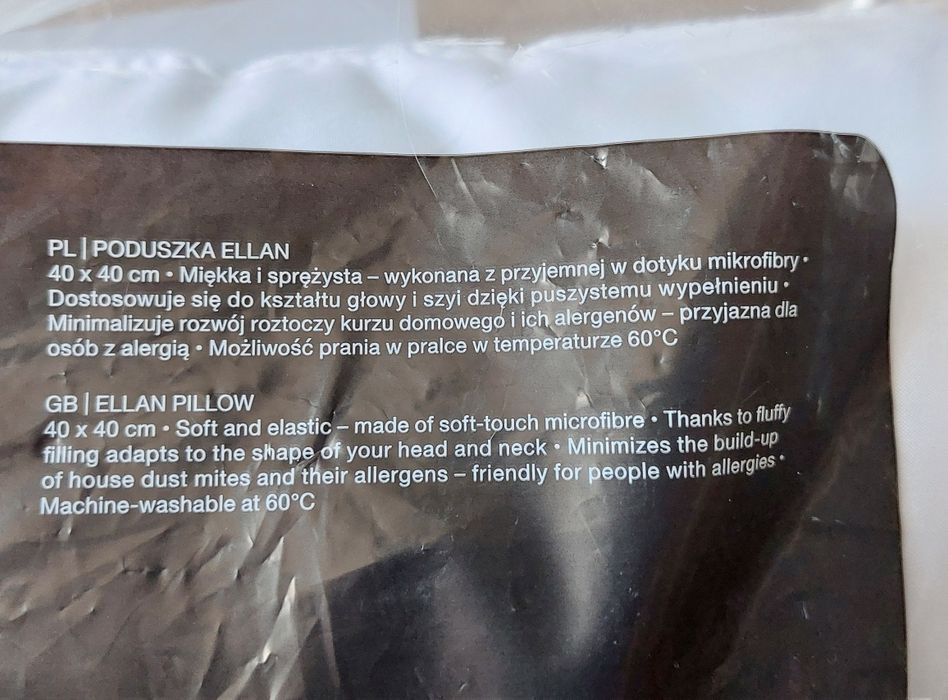 PL | PODUSZKA ELLAN
40 x 40 cm • Miękka i sprężysta – wykonana z przyjemnej w dotyku mikrofibry •
Dostosowuje się do kształtu głowy i szyi dzięki puszystemu wypełnieniu •
Minimalizuje rozwój roztoczy kurzu domowego i ich alergenów – przyjazna dla
osób z alergią • Możliwość prania w pralce w temperaturze 60°C
GB | ELLAN PILLOW
40 x 40 cm • Soft and elastic – made of soft-touch microfibre • Thanks to fluffy
filling adapts to the shape of your head and neck • Minimizes the build-up
of house dust mites and their allergens – friendly for people with allergies •
Machine-washable at 60°C